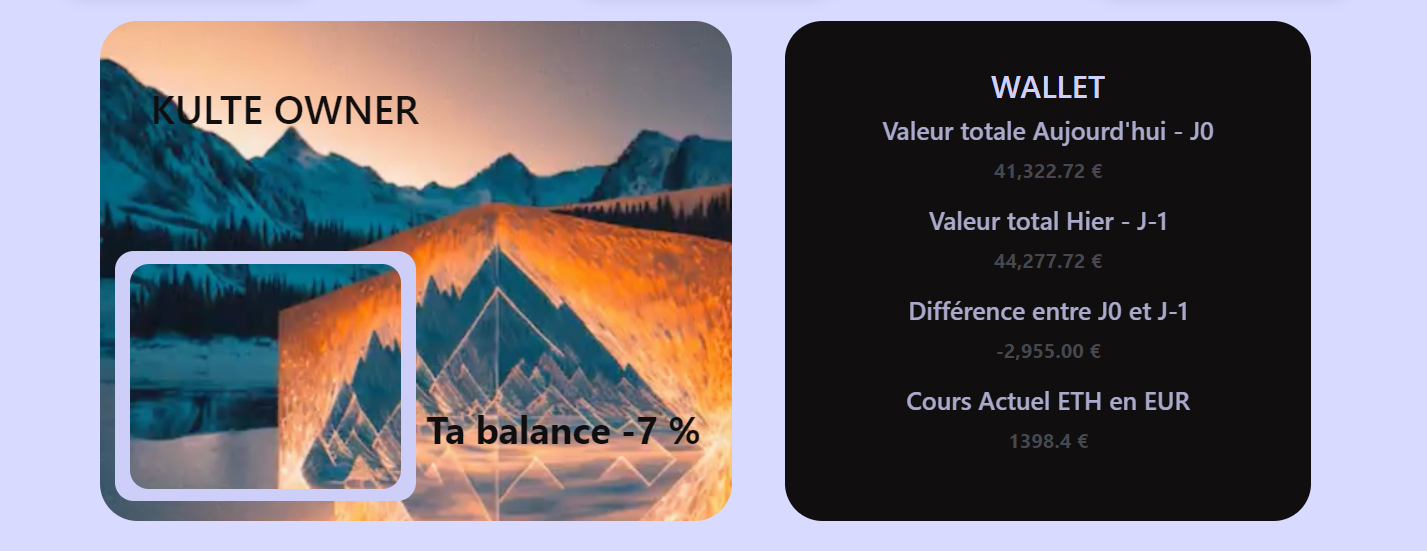 KULTE OWNER
Ta balance -7 %
WALLET
Valeur totale Aujourd'hui - J0
41,322.72 €
Valeur total Hier - J-1
44,277.72 €
Différence entre J0 et J-1
-2,955.00 €
Cours Actuel ETH en EUR
1398.4 €